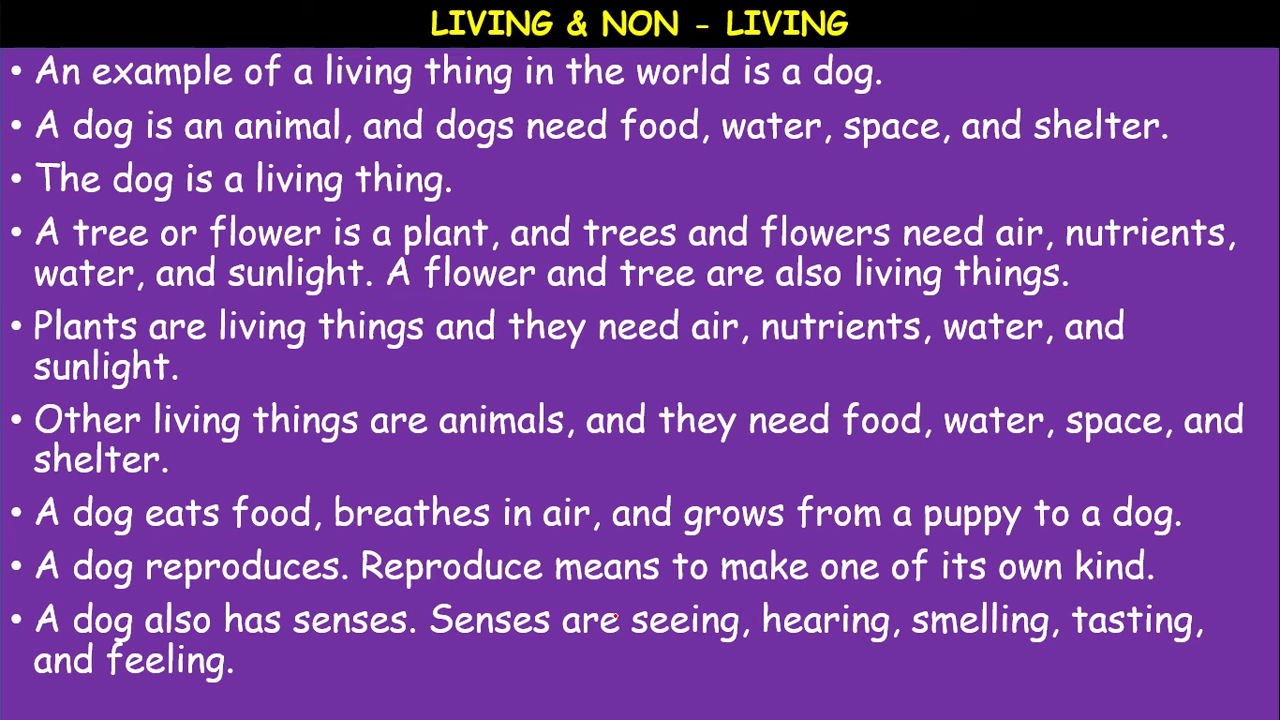 LIVING & NON - LIVING
• An example of a living thing in the world is a dog.
• A dog is an animal, and dogs need food, water, space, and shelter.
• The dog is a living thing.
• A tree or flower is a plant, and trees and flowers need air, nutrients,
water, and sunlight. A flower and tree are also living things.
• Plants are living things and they need air, nutrients, water, and
sunlight.
• Other living things are animals, and they need food, water, space, and
shelter.
• A dog eats food, breathes in air, and grows from a puppy to a dog.
• A dog reproduces. Reproduce means to make one of its own kind.
• A dog also has senses. Senses are seeing, hearing, smelling, tasting,
and feeling.